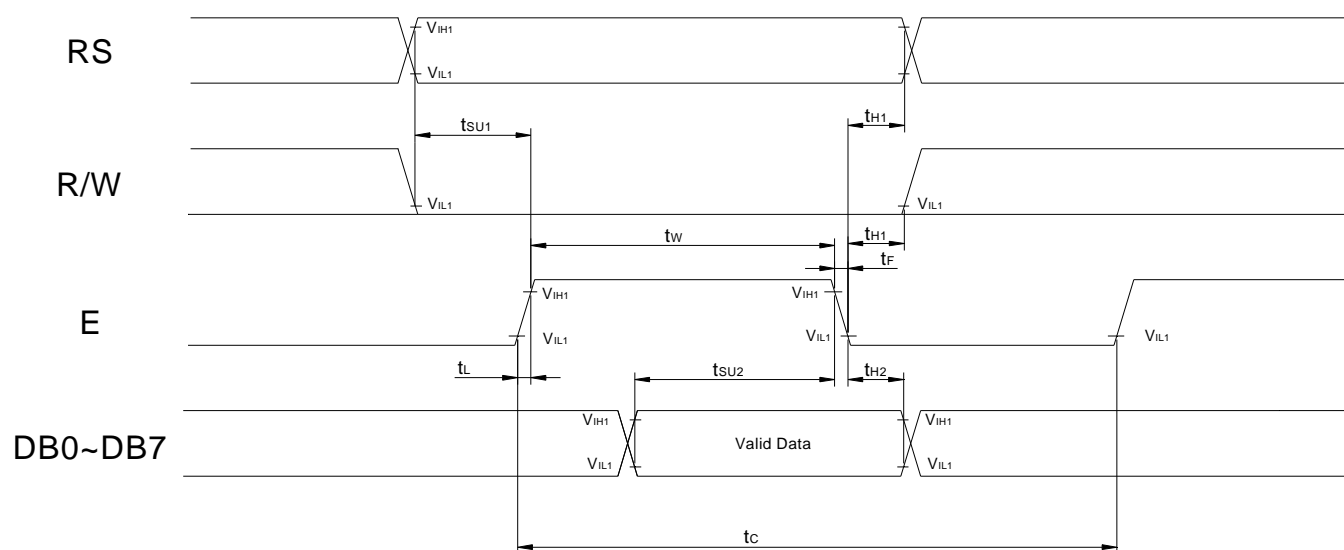 RS
VIH1
VIL1
tSU1
tH1
R/W
VIL1
VIL1
tW
tH1
tF
E
VIH1
VIH1
VIL1
VIL1
VIL1
tL
tSU2
tH2
DB0~DB7
VIH1
VIL1
Valid Data
VIH1
VIL1
tC